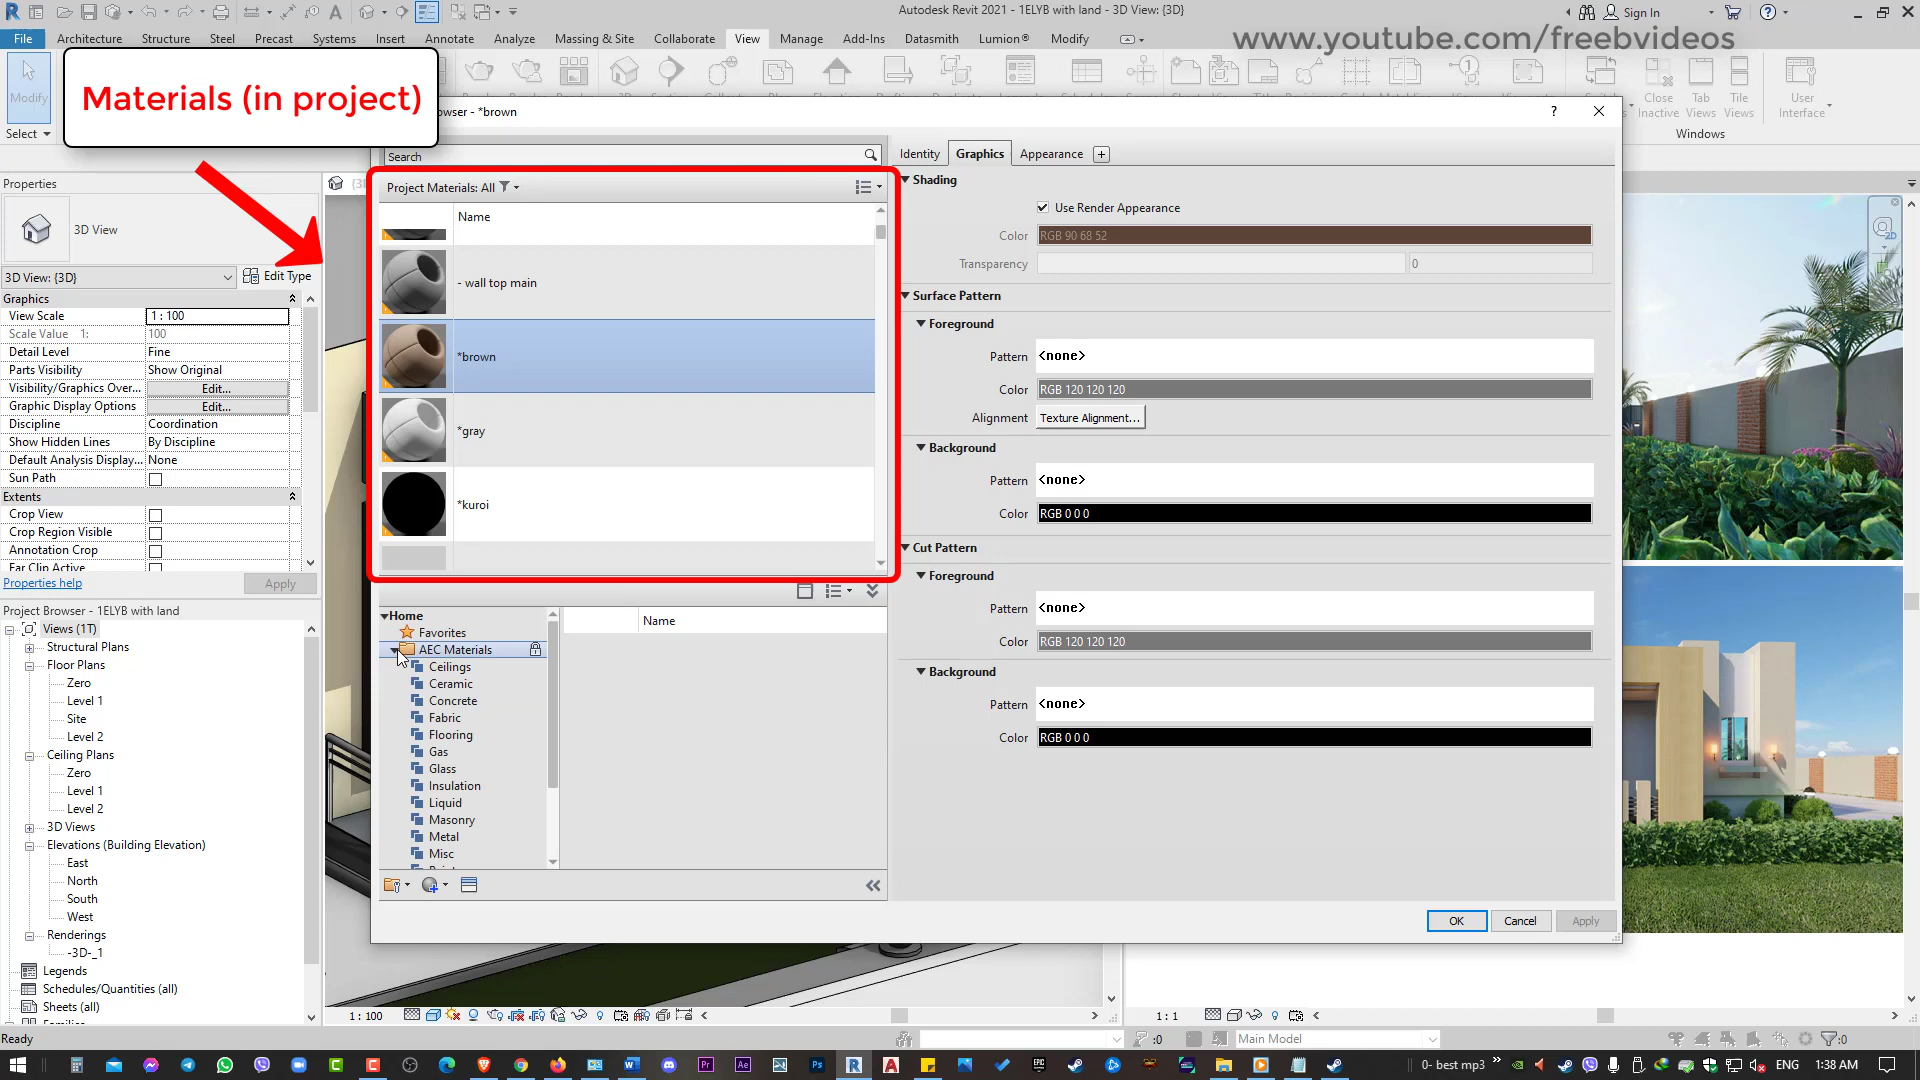 Autodesk Revit 2021 - 1ELYB with land - 3D View: {3D}
Sign In
File Architecture Structure Steel Precast Systems Insert Annotate Analyze Massing & Site Collaborate View Manage Add-Ins Datasmith Lumion® Modify
www.youtube.com/freebvideos
Materials (in project)
Modify
Select
Close Inactive
Tab Views
Tile Views
User Interface
Windows
wser - *brown
Search
Identity Graphics Appearance
Properties
3D View
3D View: {3D}
Edit Type
Graphics
View Scale 1 : 100
Scale Value 1: 100
Detail Level Fine
Parts Visibility Show Original
Visibility/Graphics Over... Edit...
Graphic Display Options Edit...
Discipline Coordination
Show Hidden Lines By Discipline
Default Analysis Display... None
Sun Path
Extents
Crop View
Crop Region Visible
Annotation Crop
Far Clip Active
Properties help
Apply
Project Browser - 1ELYB with land
Views (1T)
Structural Plans
Floor Plans
Zero
Level 1
Site
Level 2
Ceiling Plans
Zero
Level 1
Level 2
3D Views
Elevations (Building Elevation)
East
North
South
West
Renderings
-3D-_1
Legends
Schedules/Quantities (all)
Sheets (all)
Project Materials: All
Name
- wall top main
*brown
*gray
*kuroi
Home
Favorites
AEC Materials
Ceilings
Ceramic
Concrete
Fabric
Flooring
Gas
Glass
Insulation
Liquid
Masonry
Metal
Misc
Name
Shading
Use Render Appearance
Color RGB 90 68 52
Transparency 0
Surface Pattern
Foreground
Pattern <none>
Color RGB 120 120 120
Alignment Texture Alignment...
Background
Pattern <none>
Color RGB 0 0 0
Cut Pattern
Foreground
Pattern <none>
Color RGB 120 120 120
Background
Pattern <none>
Color RGB 0 0 0
OK Cancel Apply
1 : 100
1 : 1
Ready
:0
Main Model
:0
0- best mp3
ENG
1:38 AM